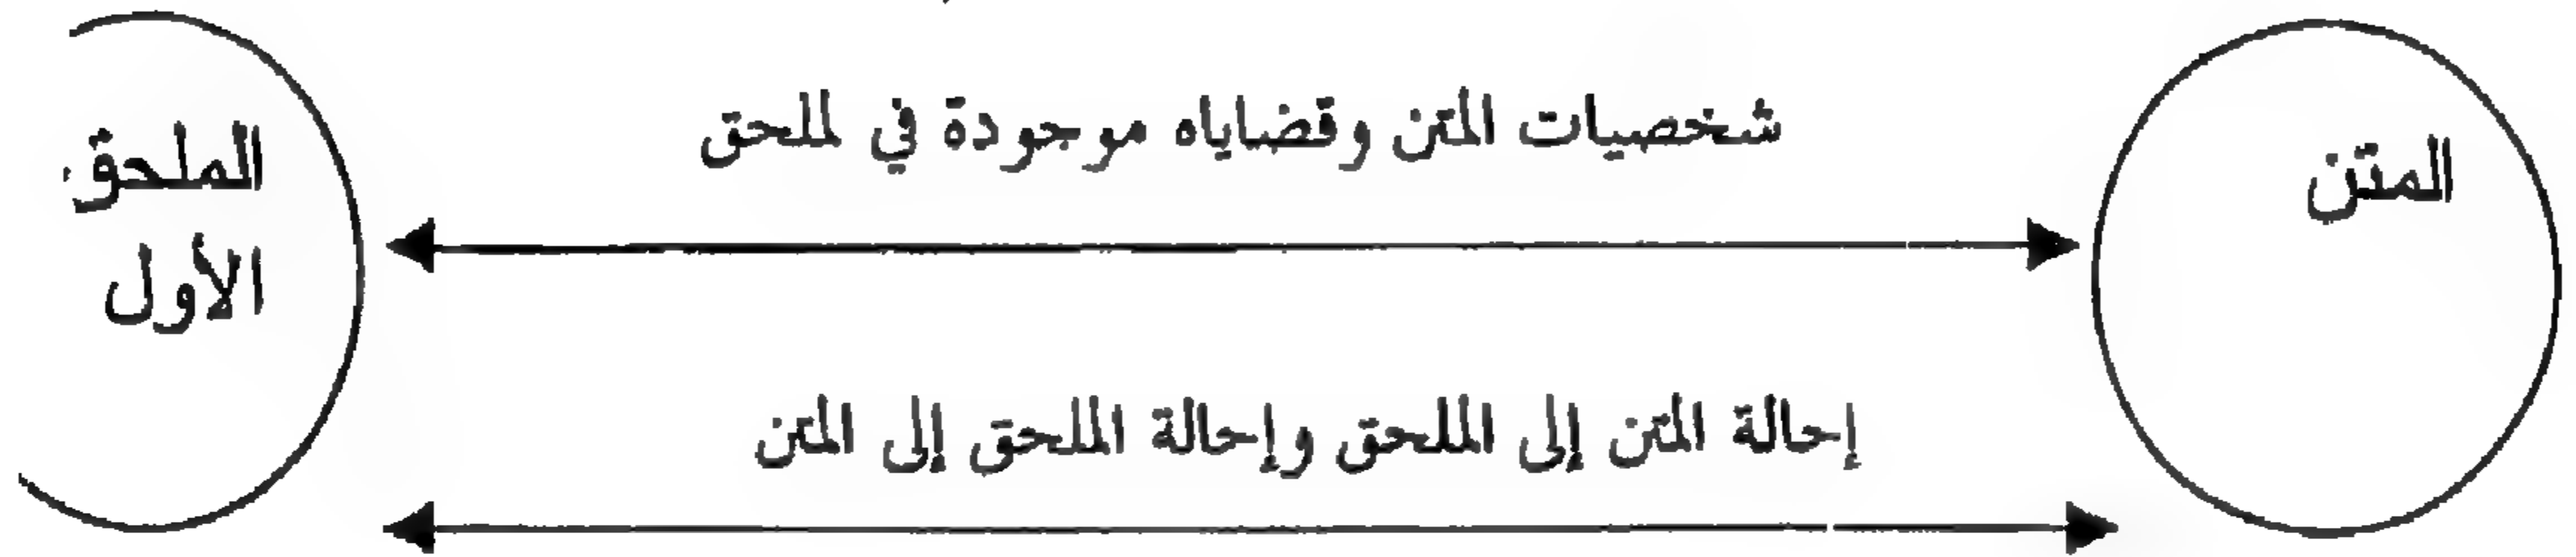 المتن
شخصيات المتن وقضاياه موجودة في لملحق
الملحق
الأول
إحالة المتن إلى الملحق وإحالة الملحق إلى المتن